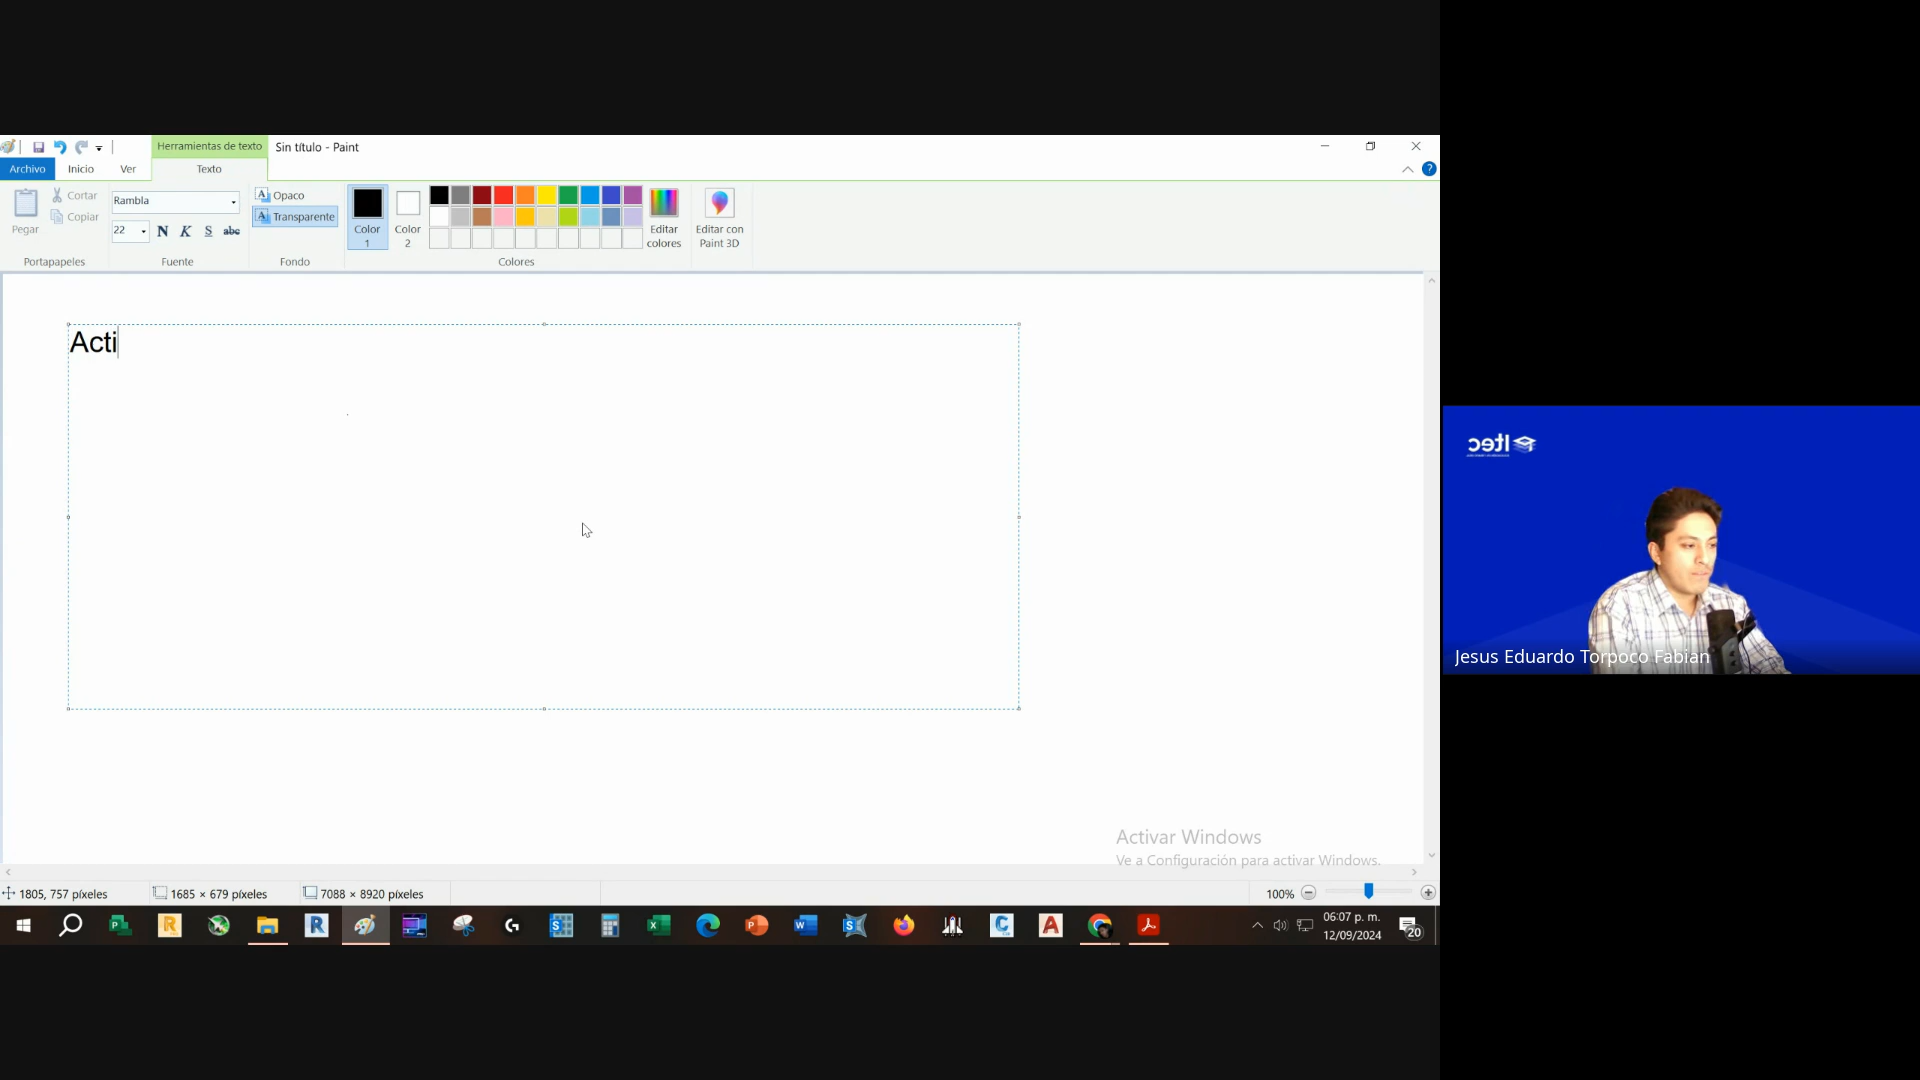 Herramientas de texto
Sin título - Paint
Archivo
Inicio
Ver
Texto
Pegar
Cortar
Copiar
Portapapeles
Rambla
22
N K S abc
Fuente
Opaco
Transparente
Fondo
Color
1
Color
2
Editar
colores
Editar con
Paint 3D
Colores
Acti
Activar Windows
Ve a Configuración para activar Windows.
1805, 757 píxeles
1685 × 679 píxeles
7088 × 8920 píxeles
100%
06:07 p. m.
12/09/2024
20
Itec
Jesus Eduardo Torpoco Fabian